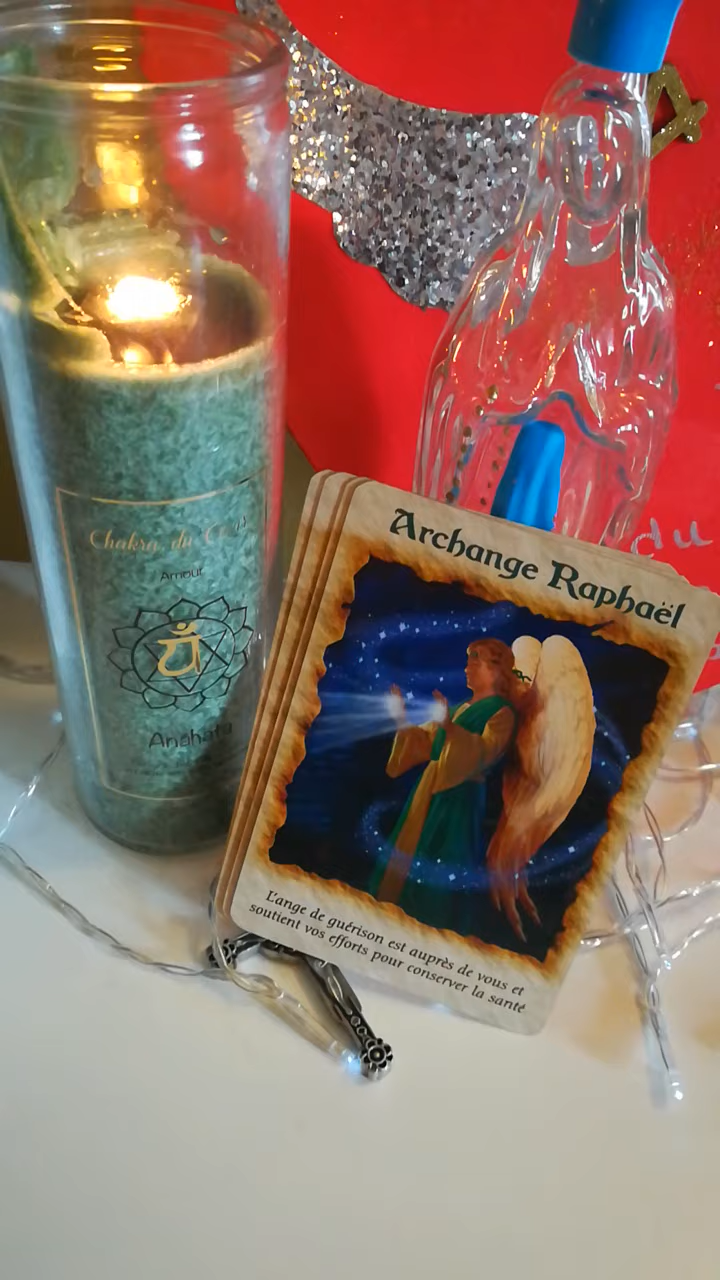 Chakra du Cœur
Amour
यं
Anahata
du
Archange Raphaël
L'ange de guérison est auprès de vous et
soutient vos efforts pour conserver la santé